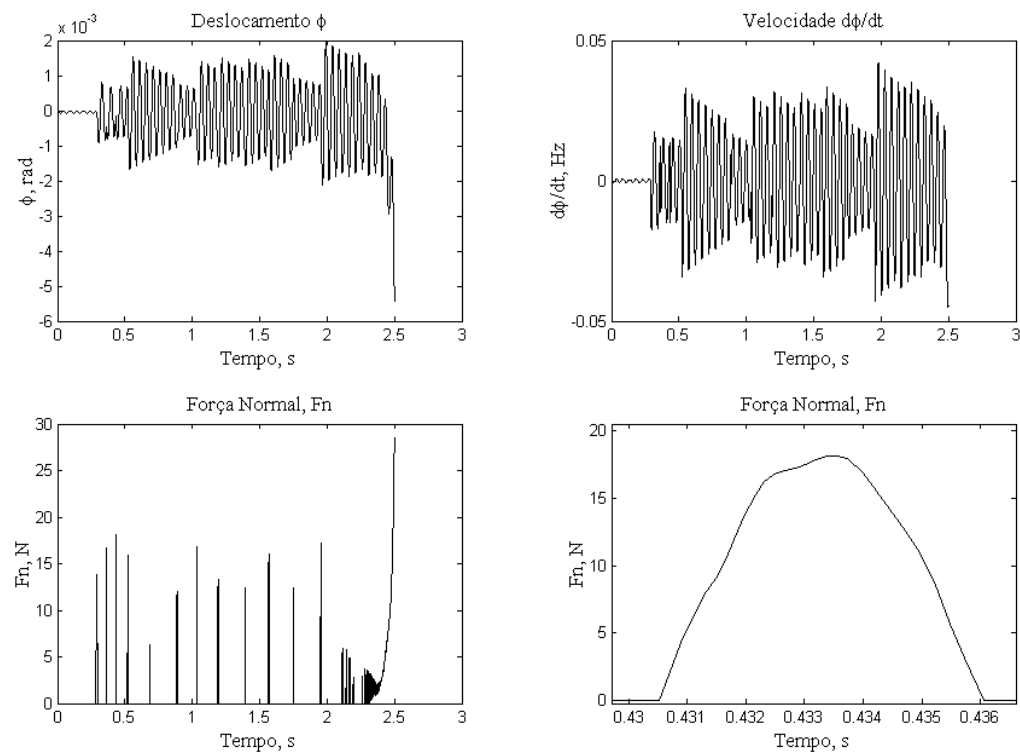 Deslocamento ϕ
x 10⁻³
2
1
0
-1
-2
-3
-4
-5
-6
ϕ, rad
0 0.5 1 1.5 2 2.5 3
Tempo, s
Velocidade dϕ/dt
0.05
0
-0.05
dϕ/dt, Hz
0 0.5 1 1.5 2 2.5 3
Tempo, s
Força Normal, Fn
30
25
20
15
10
5
0
Fn, N
0 0.5 1 1.5 2 2.5 3
Tempo, s
Força Normal, Fn
20
15
10
5
0
Fn, N
0.43 0.431 0.432 0.433 0.434 0.435 0.436
Tempo, s